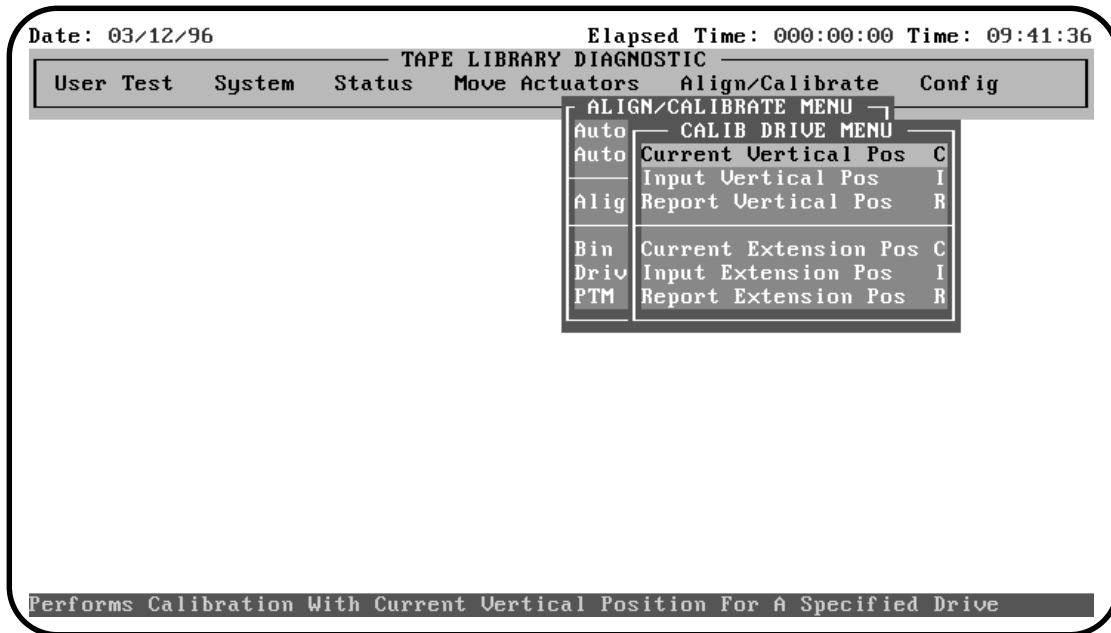 Date: 03/12/96 Elapsed Time: 000:00:00 Time: 09:41:36
TAPE LIBRARY DIAGNOSTIC
User Test System Status Move Actuators Align/Calibrate Config
ALIGN/CALIBRATE MENU
Auto CALIB DRIVE MENU
Auto Current Vertical Pos C
Input Vertical Pos I
Alig Report Vertical Pos R
Bin Current Extension Pos C
Driv Input Extension Pos I
PTM Report Extension Pos R
Performs Calibration With Current Vertical Position For A Specified Drive